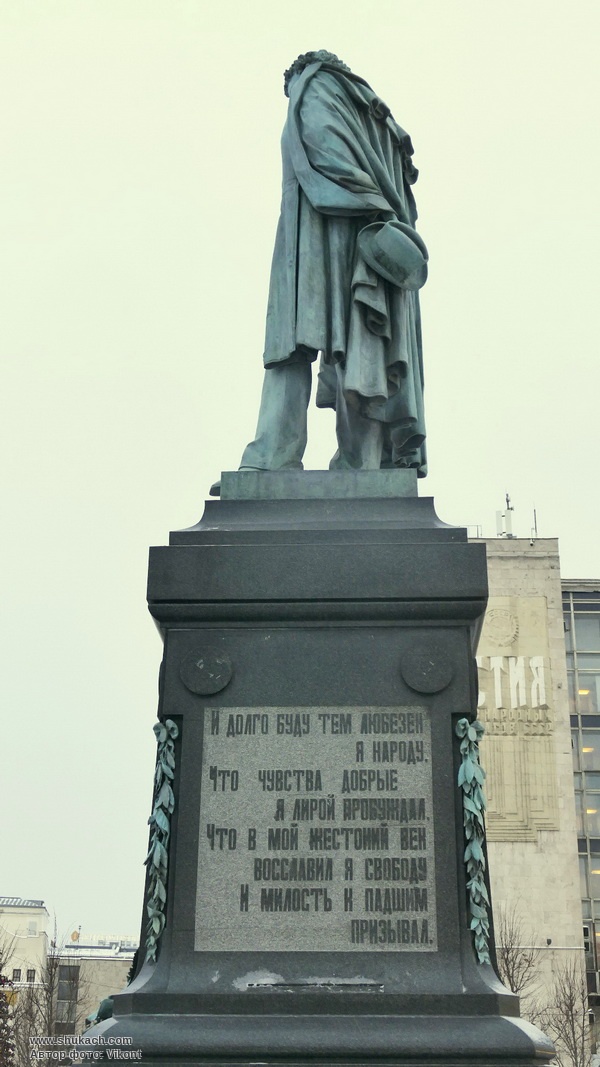 СТИЯ
И ДОЛГО БУДУ ТЕМ ЛЮБЕЗЕН
Я НАРОДУ,
ЧТО ЧУВСТВА ДОБРЫЕ
Я ЛИРОЙ ПРОБУЖДАЛ,
ЧТО В МОЙ ЖЕСТОКИЙ ВЕК
ВОССЛАВИЛ Я СВОБОДУ
И МИЛОСТЬ К ПАДШИМ
ПРИЗЫВАЛ.
www.shukach.com
Автор фото: Vikont